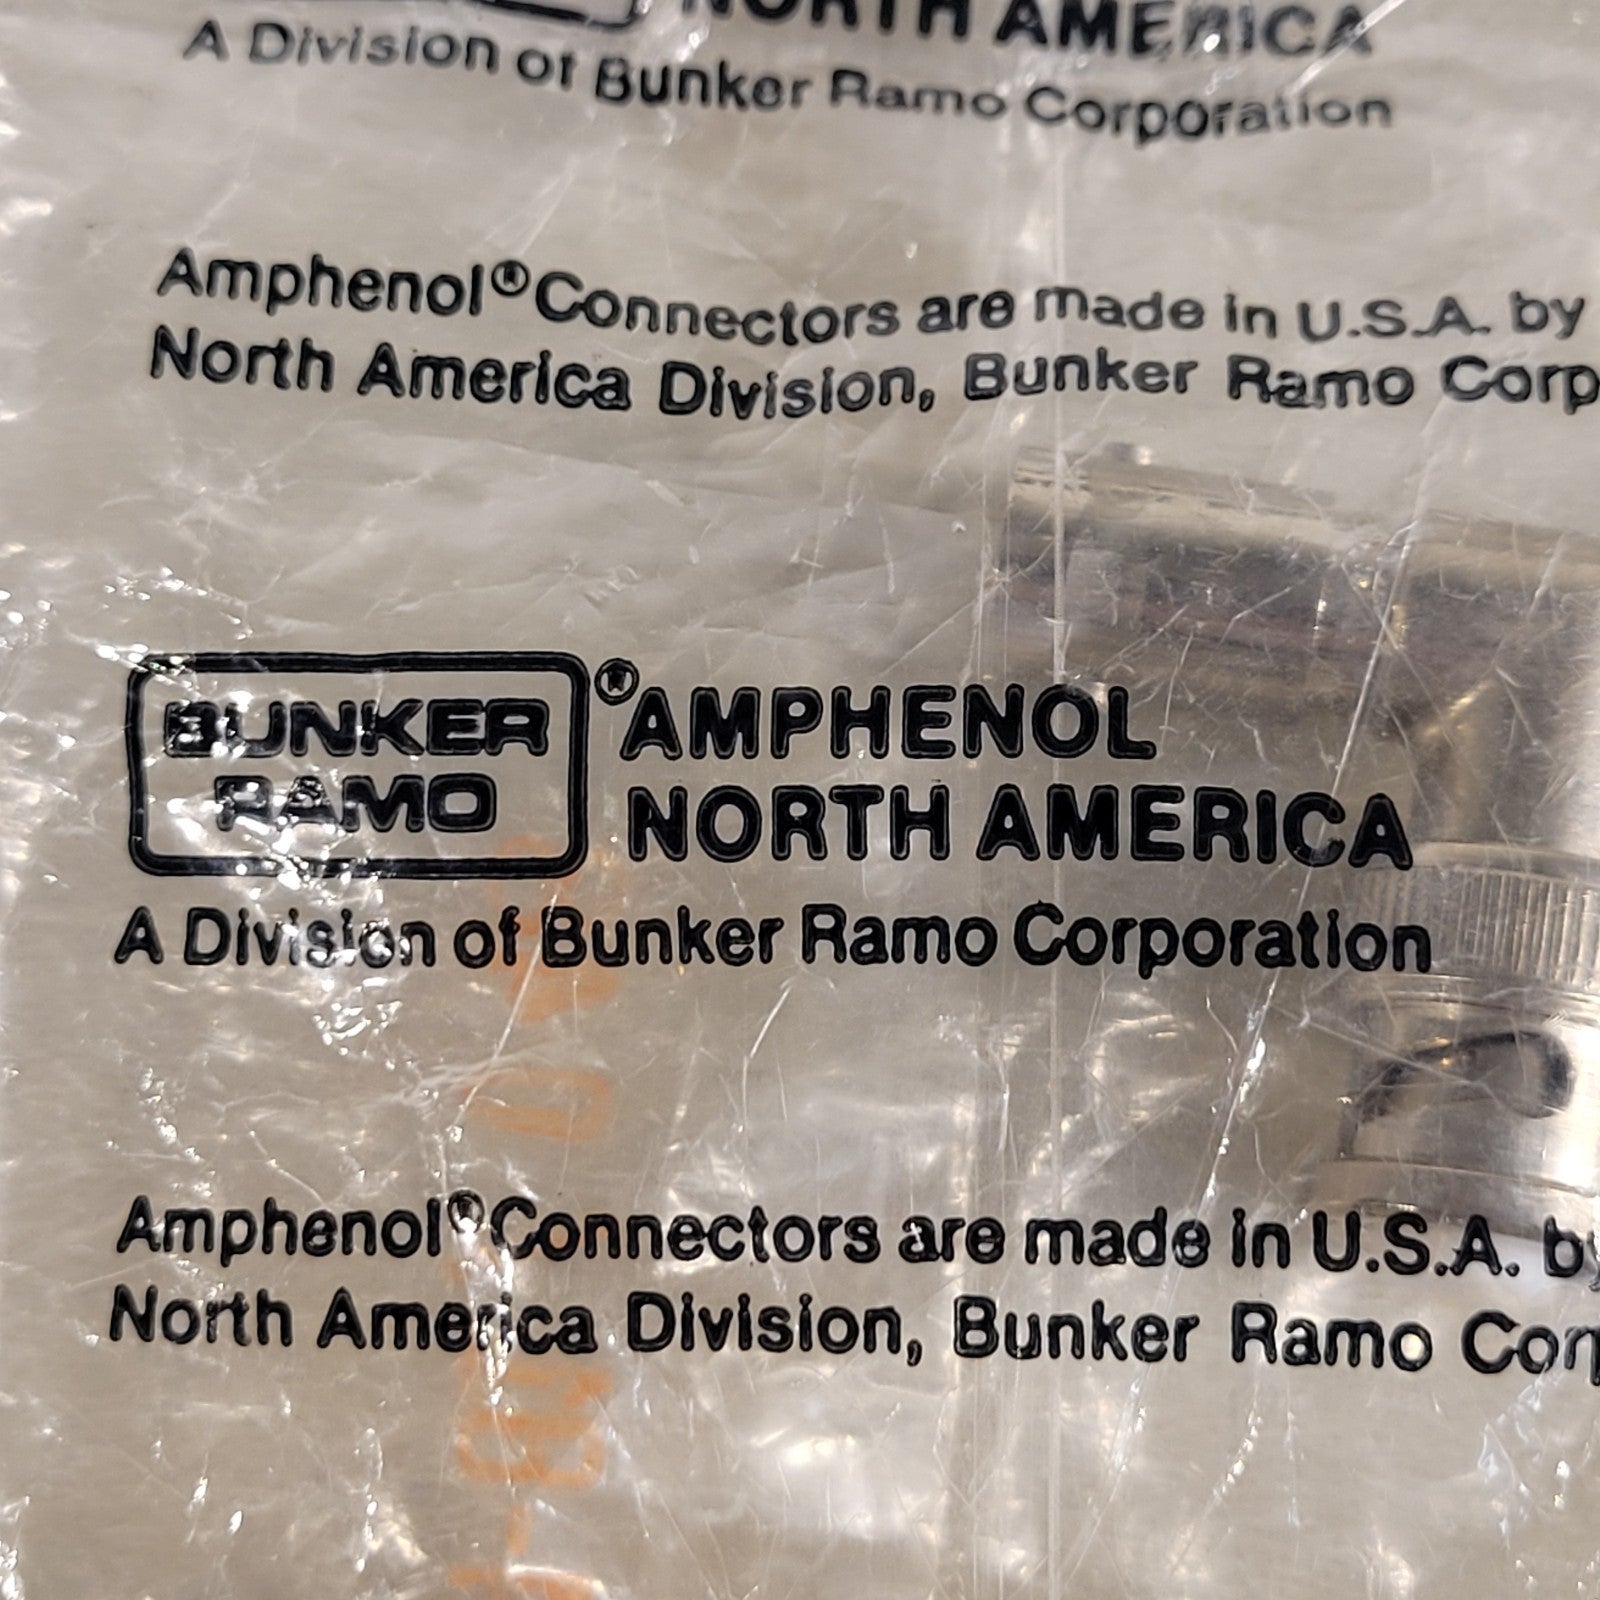 NORTH AMERICA
A Division of Bunker Ramo Corporation
Amphenol® Connectors are made in U.S.A. by
North America Division, Bunker Ramo Corp
BUNKER
RAMO
® AMPHENOL
NORTH AMERICA
A Division of Bunker Ramo Corporation
Amphenol® Connectors are made in U.S.A. by
North America Division, Bunker Ramo Cor